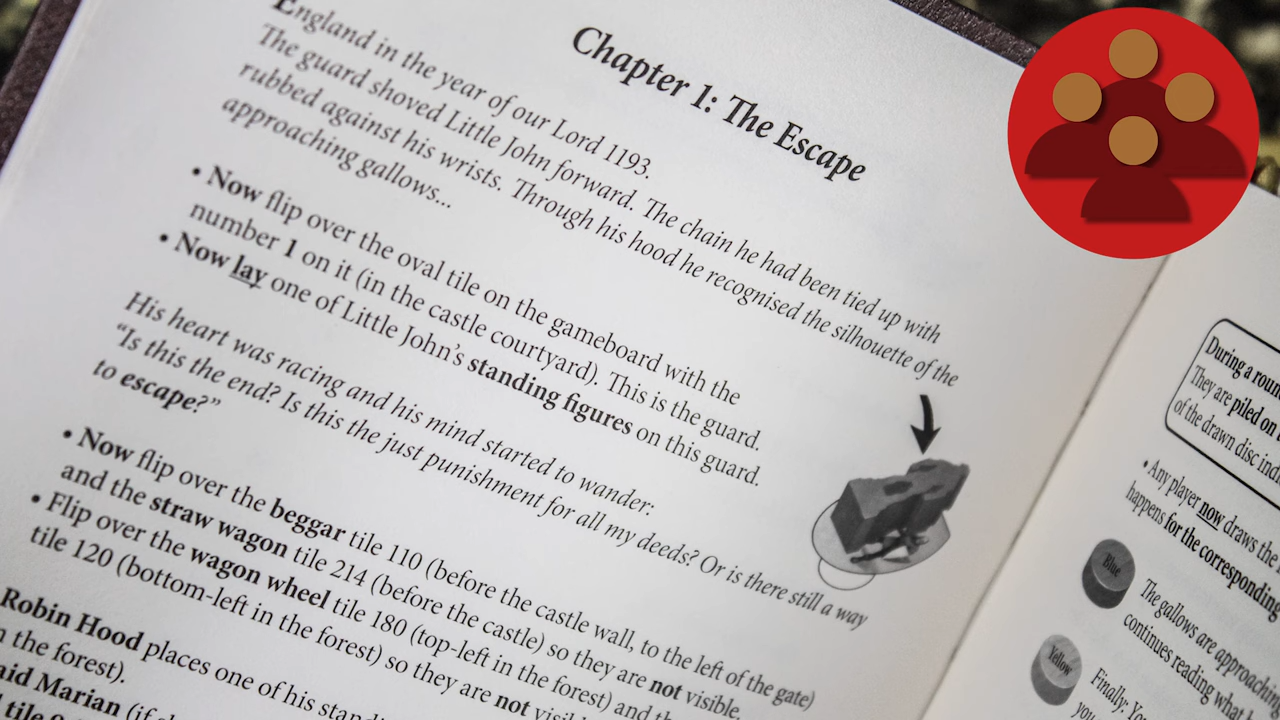 Chapter 1: The Escape
England in the year of our Lord 1193.
The guard shoved Little John forward. The chain he had been tied up with
rubbed against his wrists. Through his hood he recognised the silhouette of the
approaching gallows...
• Now flip over the oval tile on the gameboard with the
number 1 on it (in the castle courtyard). This is the guard.
• Now lay one of Little John's standing figures on this guard.
His heart was racing and his mind started to wander:
"Is this the end? Is this the just punishment for all my deeds? Or is there still a way
to escape?"
• Now flip over the beggar tile 110 (before the castle wall, to the left of the gate)
and the straw wagon tile 214 (before the castle) so they are not visible.
• Flip over the wagon wheel tile 180 (top-left in the forest) and
tile 120 (bottom-left in the forest) so they are not
Robin Hood places one of his
the forest).
Marian (if
tile
During a
They are piled on
of the drawn disc
• Any player now draws the
happens for the corresponding
Blue
The gallows are approaching
continues reading what
Yellow
Finally: